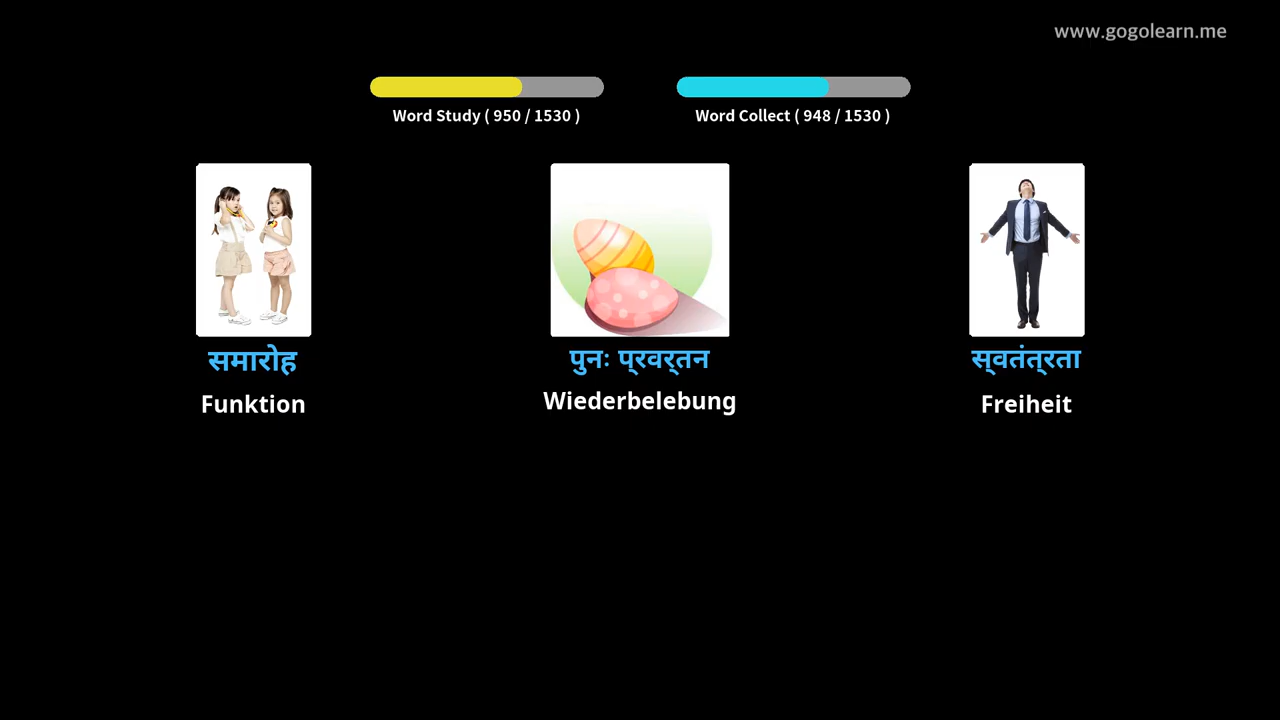 www.gogolearn.me
Word Study ( 950 / 1530 )
Word Collect ( 948 / 1530 )
समारोह
पुनः प्रवर्तन
स्वतंत्रता
Funktion
Wiederbelebung
Freiheit